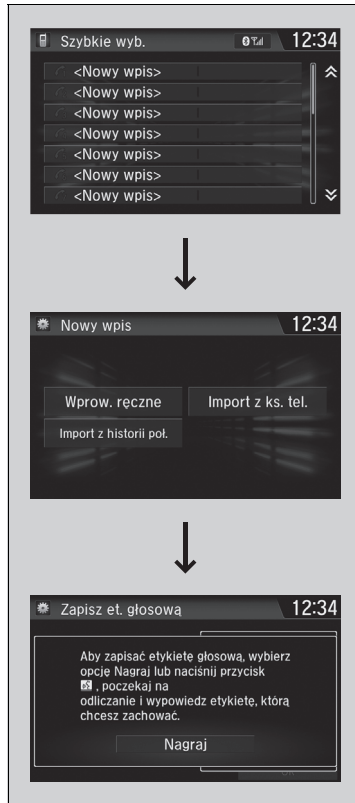 Szybkie wyb. 12:34
<Nowy wpis>
<Nowy wpis>
<Nowy wpis>
<Nowy wpis>
<Nowy wpis>
<Nowy wpis>
<Nowy wpis>
Nowy wpis 12:34
Wprow. ręczne Import z ks. tel.
Import z historii poł.
Zapisz et. głosową 12:34
Aby zapisać etykietę głosową, wybierz
opcję Nagraj lub naciśnij przycisk
, poczekaj na
odliczanie i wypowiedz etykietę, którą
chcesz zachować.
Nagraj